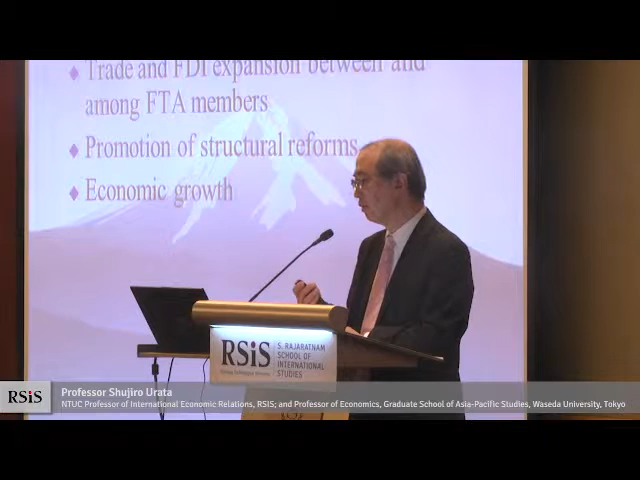 Trade and FDI expansion between and
among FTA members
Promotion of structural reforms
Economic growth
RSiS
S. RAJARATNAM
SCHOOL OF
INTERNATIONAL
STUDIES
RSiS
Professor Shujiro Urata
NTUC Professor of International Economic Relations, RSIS; and Professor of Economics, Graduate School of Asia-Pacific Studies, Waseda University, Tokyo